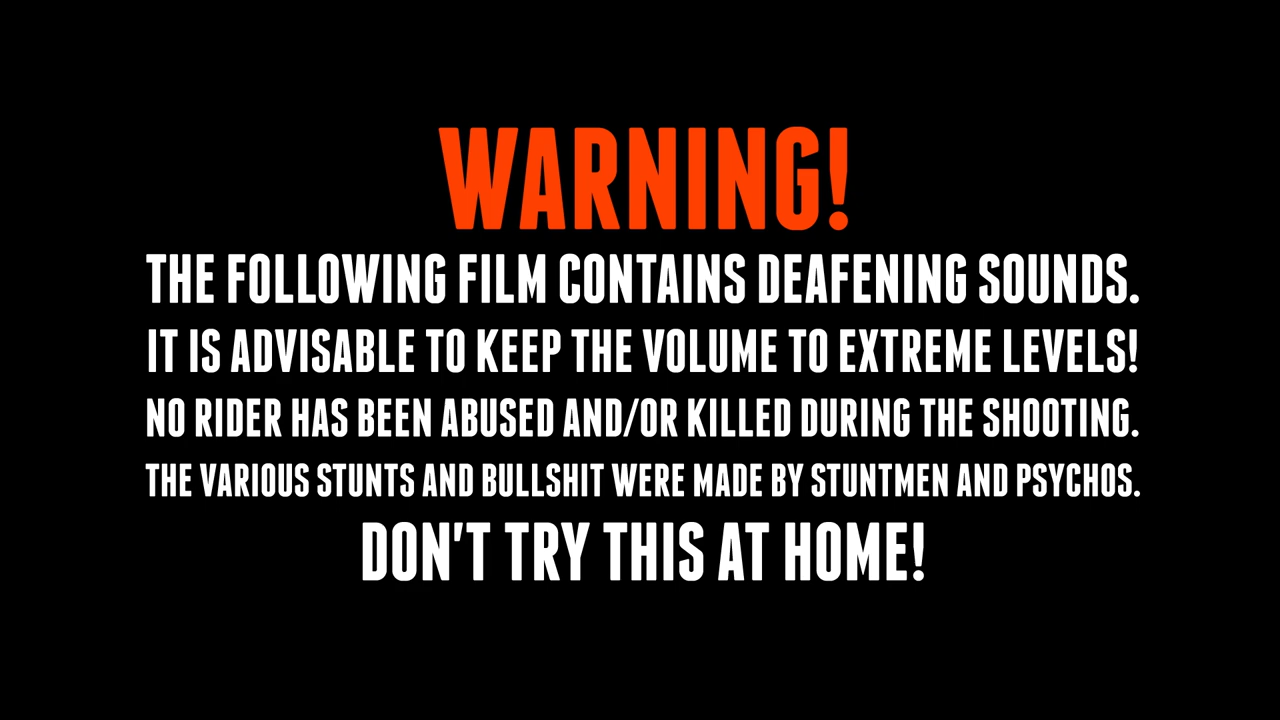 WARNING!
THE FOLLOWING FILM CONTAINS DEAFENING SOUNDS.
IT IS ADVISABLE TO KEEP THE VOLUME TO EXTREME LEVELS!
NO RIDER HAS BEEN ABUSED AND/OR KILLED DURING THE SHOOTING.
THE VARIOUS STUNTS AND BULLSHIT WERE MADE BY STUNTMEN AND PSYCHOS.
DON'T TRY THIS AT HOME!